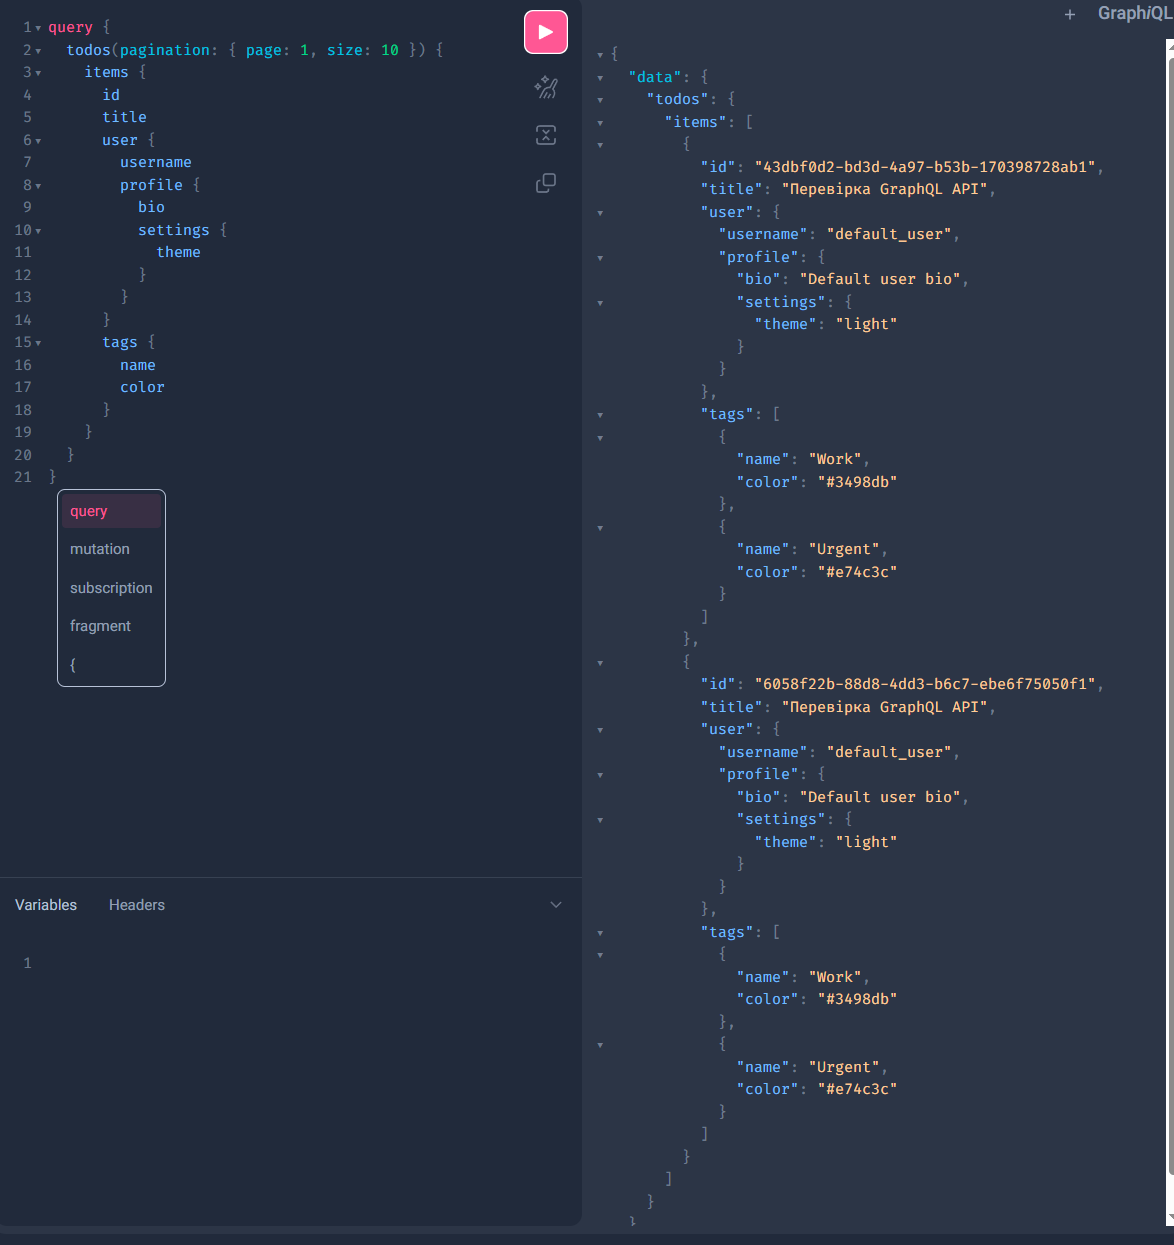 1 query {
2 todos(pagination: { page: 1, size: 10 }) {
3 items {
4 id
5 title
6 user {
7 username
8 profile {
9 bio
10 settings {
11 theme
12 }
13 }
14 }
15 tags {
16 name
17 color
18 }
19 }
20 }
21 }
query
mutation
subscription
fragment
{
Variables Headers
1
+ GraphiQL
{
"data": {
"todos": {
"items": [
{
"id": "43dbf0d2-bd3d-4a97-b53b-170398728ab1",
"title": "Перевірка GraphQL API",
"user": {
"username": "default_user",
"profile": {
"bio": "Default user bio",
"settings": {
"theme": "light"
}
}
},
"tags": [
{
"name": "Work",
"color": "#3498db"
},
{
"name": "Urgent",
"color": "#e74c3c"
}
]
},
{
"id": "6058f22b-88d8-4dd3-b6c7-ebe6f75050f1",
"title": "Перевірка GraphQL API",
"user": {
"username": "default_user",
"profile": {
"bio": "Default user bio",
"settings": {
"theme": "light"
}
}
},
"tags": [
{
"name": "Work",
"color": "#3498db"
},
{
"name": "Urgent",
"color": "#e74c3c"
}
]
}
]
}
}